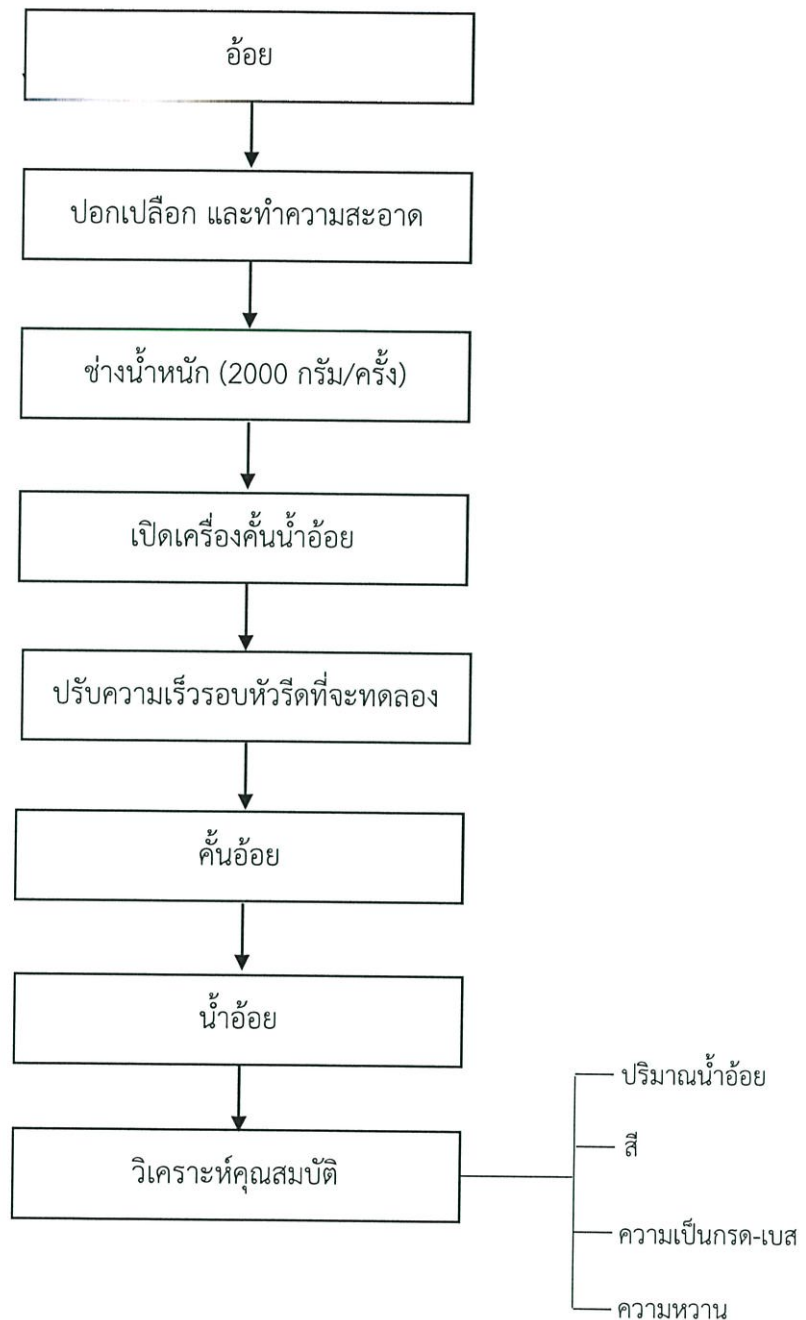 อ้อย
ปอกเปลือก และทำความสะอาด
ช่างน้ำหนัก (2000 กรัม/ครั้ง)
เปิดเครื่องคั้นน้ำอ้อย
ปรับความเร็วรอบหัวรีดที่จะทดลอง
คั้นอ้อย
น้ำอ้อย
วิเคราะห์คุณสมบัติ
ปริมาณน้ำอ้อย
สี
ความเป็นกรด-เบส
ความหวาน